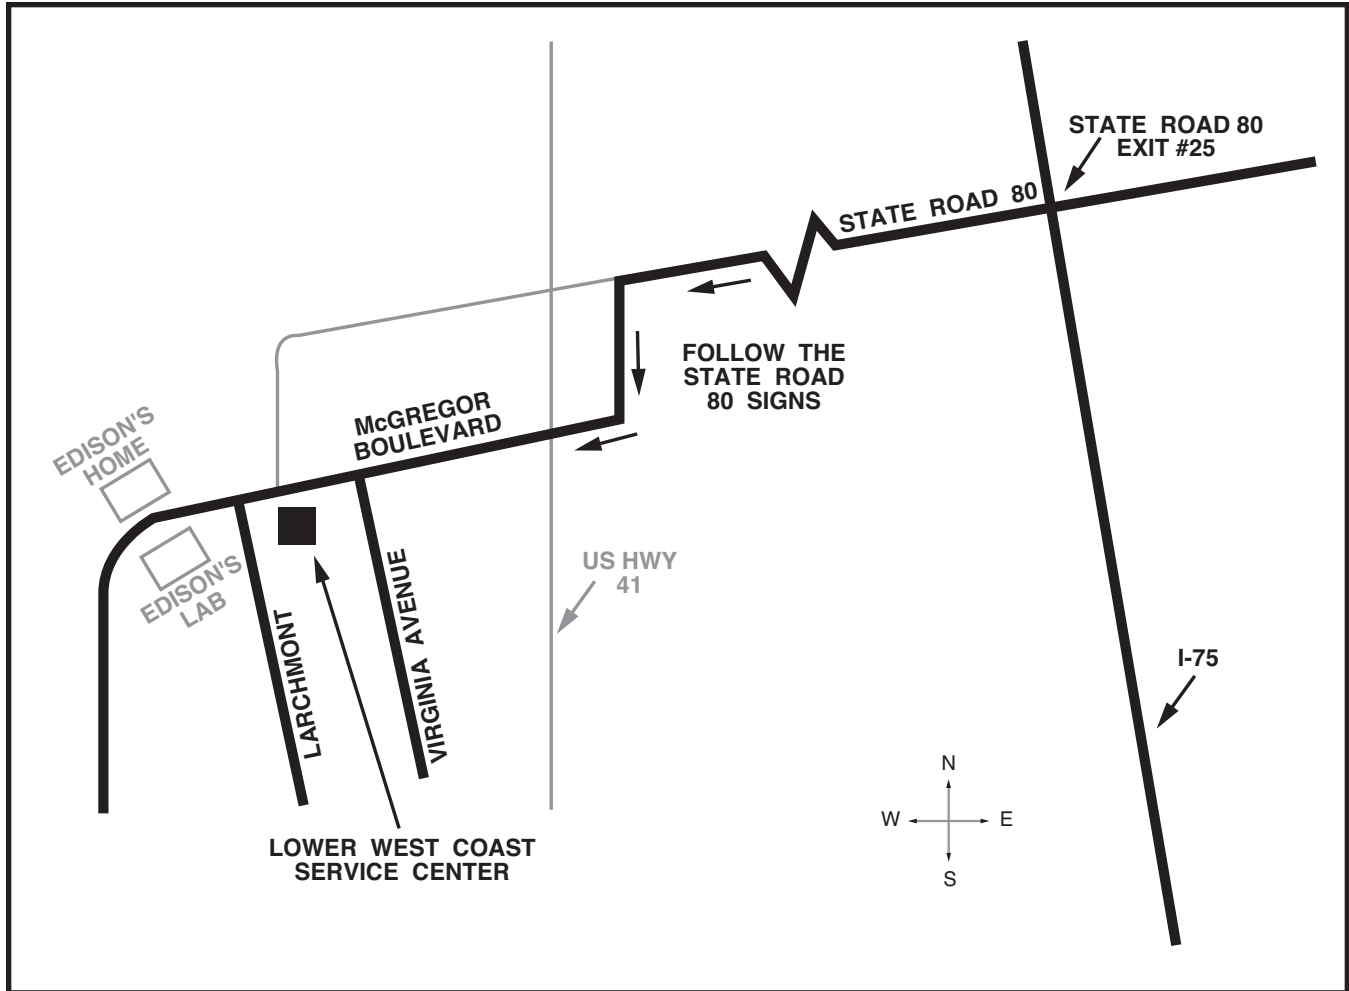 STATE ROAD 80
EXIT #25
STATE ROAD 80
FOLLOW THE
STATE ROAD
80 SIGNS
McGREGOR
BOULEVARD
EDISON'S
HOME
EDISON'S
LAB
US HWY
41
LARCHMONT
VIRGINIA AVENUE
I-75
N
W
E
S
LOWER WEST COAST
SERVICE CENTER